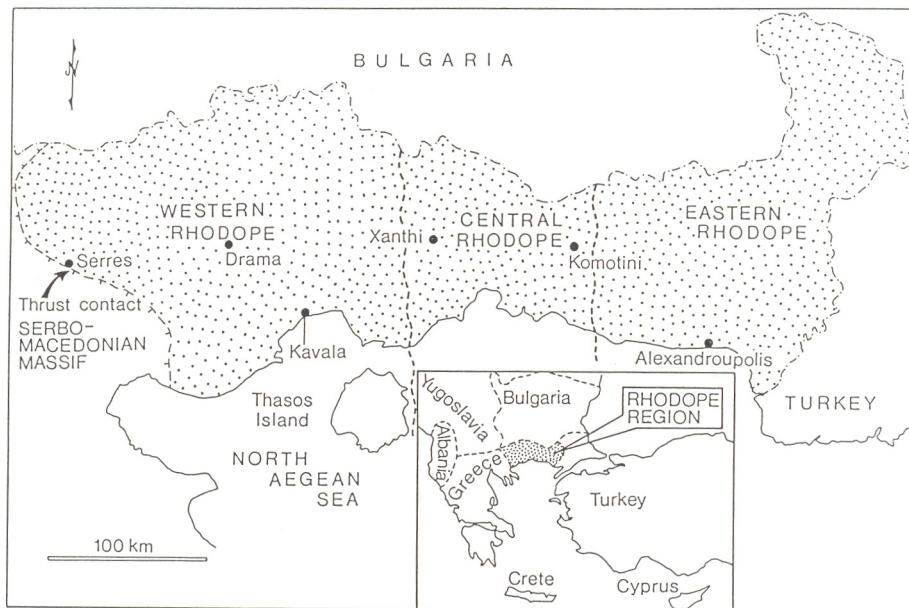 N
BULGARIA
WESTERN
RHODOPE
Drama
Xanthi
CENTRAL
RHODOPE
Komotini
EASTERN
RHODOPE
Serres
Thrust contact
SERBO-
MACEDONIAN
MASSIF
Kavala
Alexandroupolis
Thasos
Island
TURKEY
NORTH
AEGEAN
SEA
100 km
Yugoslavia
Bulgaria
RHODOPE
REGION
Albania
Greece
Turkey
Crete
Cyprus